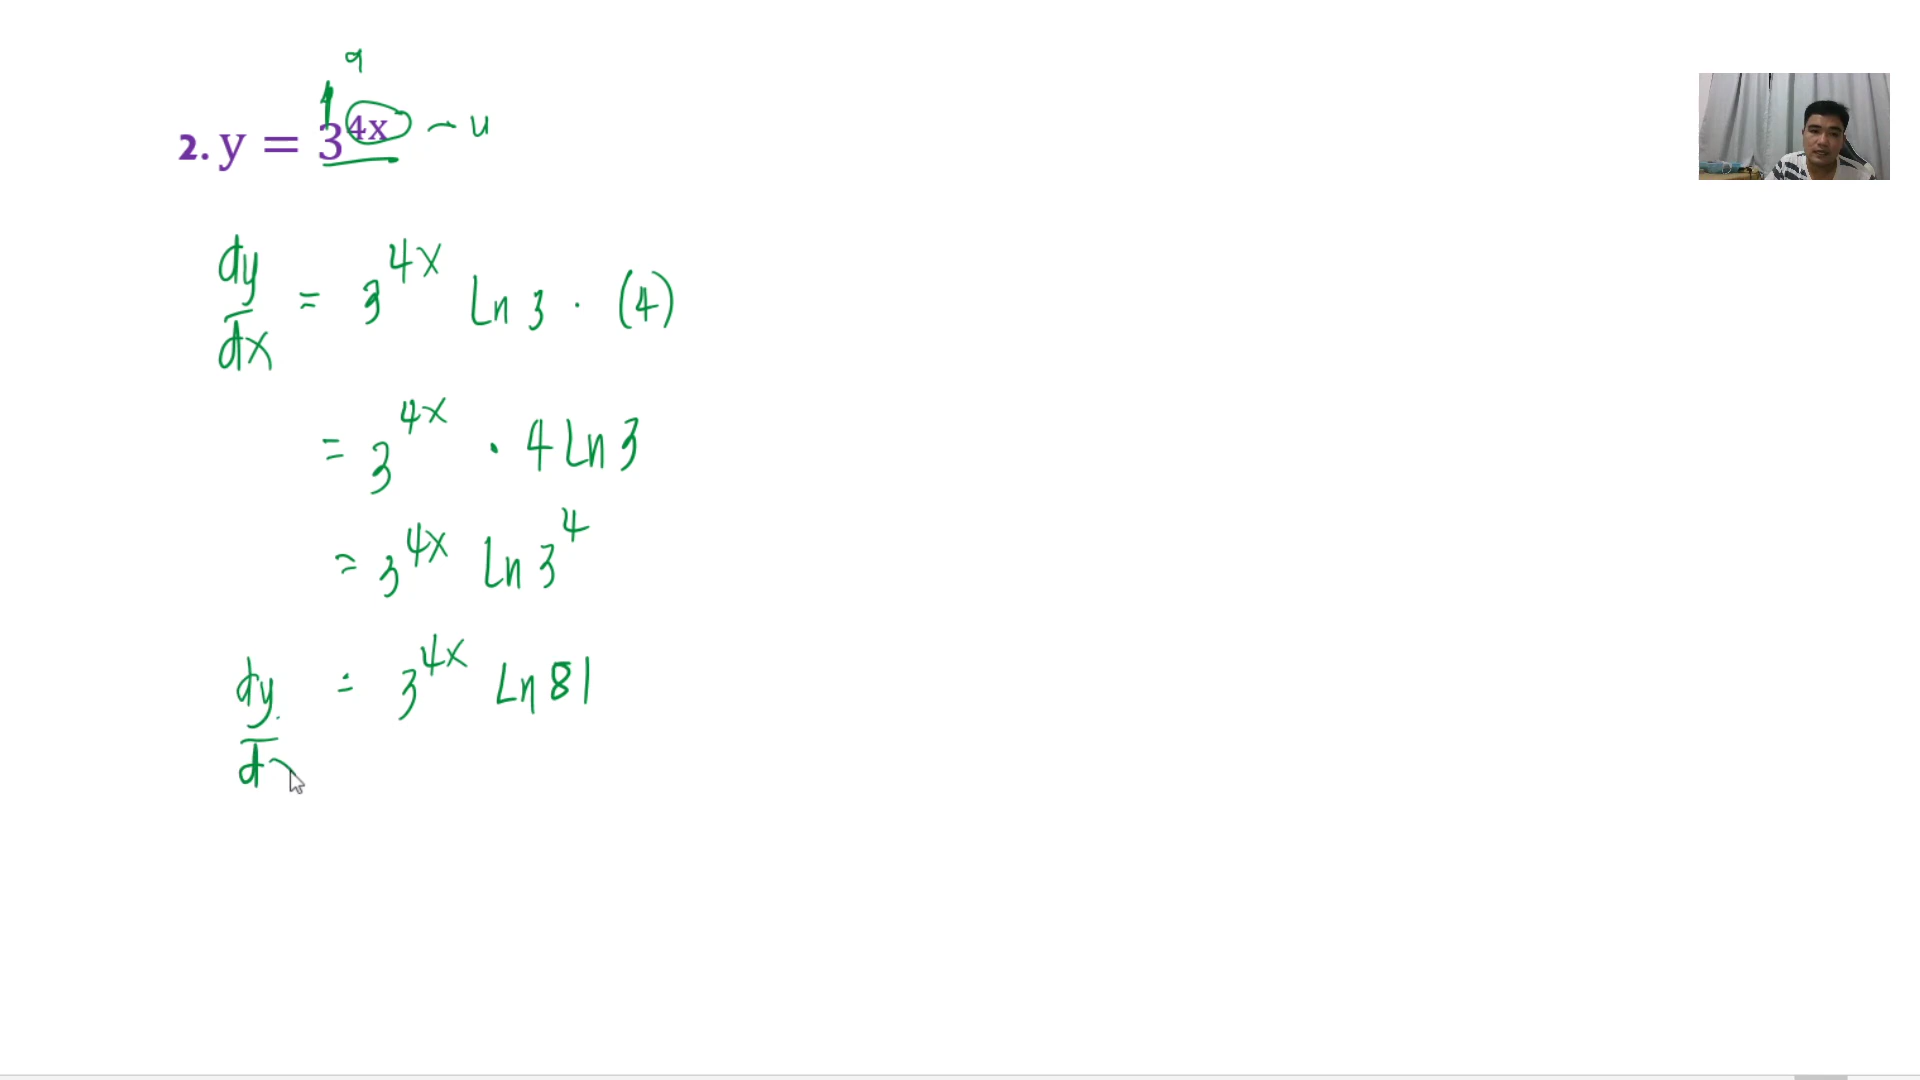 a
2. y = 3^{4x} — u
dy/dx = 3^{4x} Ln 3 · (4)
= 3^{4x} · 4 Ln 3
= 3^{4x} Ln 3^4
dy/d = 3^{4x} Ln 81